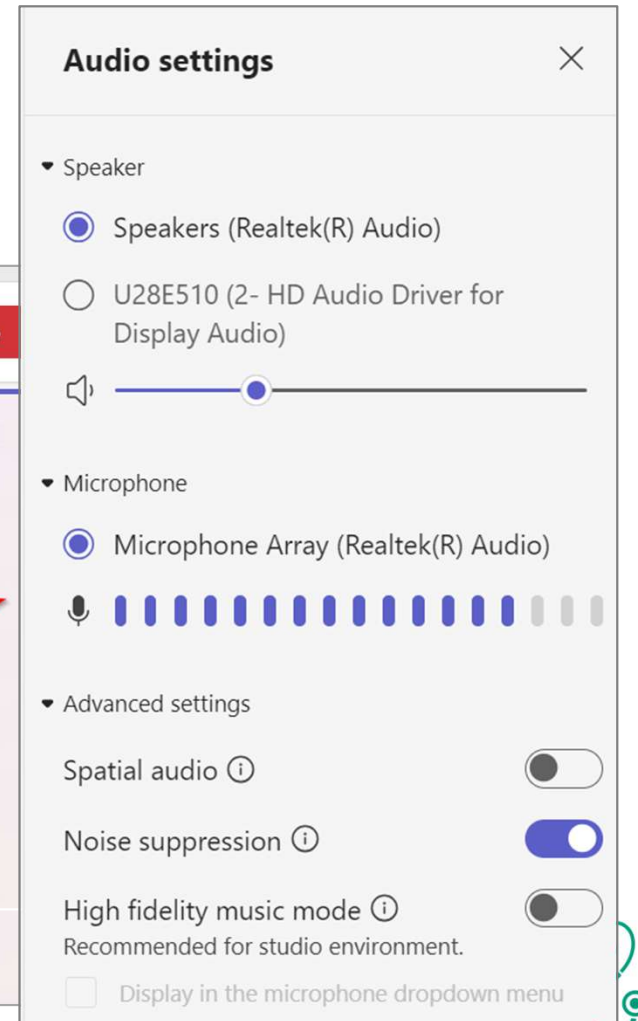 Audio settings
Speaker
Speakers (Realtek(R) Audio)
U28E510 (2- HD Audio Driver for
Display Audio)
Microphone
Microphone Array (Realtek(R) Audio)
Advanced settings
Spatial audio
Noise suppression
High fidelity music mode
Recommended for studio environment.
Display in the microphone dropdown menu